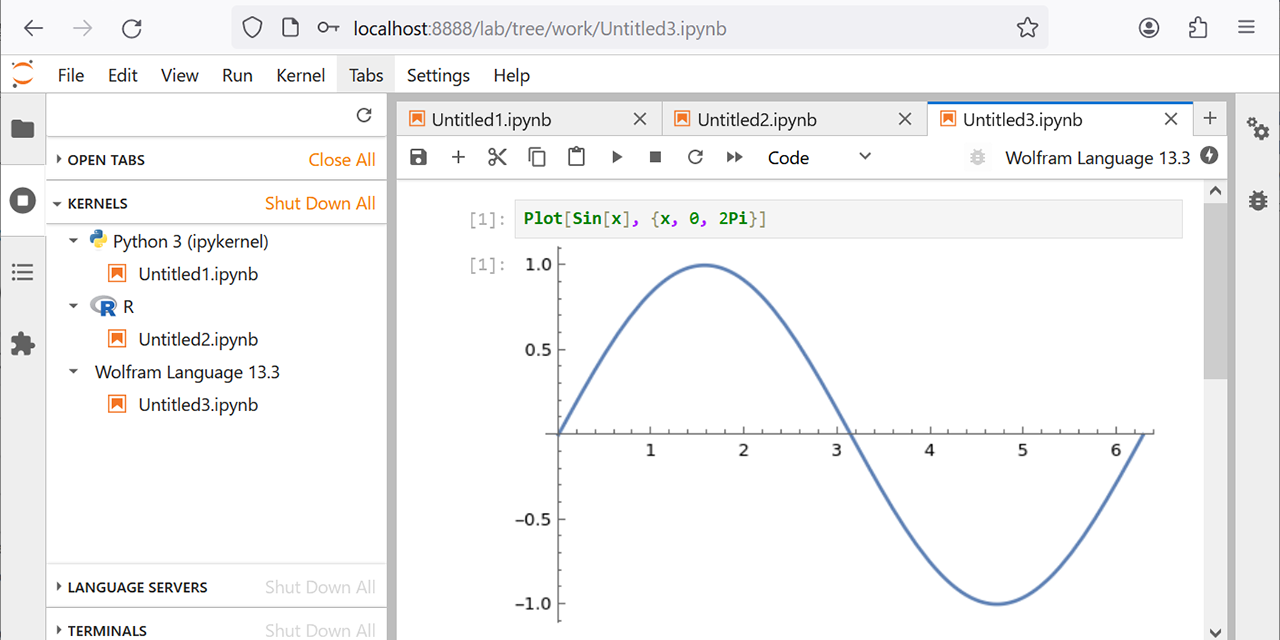 localhost:8888/lab/tree/work/Untitled3.ipynb
File Edit View Run Kernel Tabs Settings Help
Untitled1.ipynb Untitled2.ipynb Untitled3.ipynb
Code Wolfram Language 13.3
OPEN TABS Close All
KERNELS Shut Down All
Python 3 (ipykernel)
Untitled1.ipynb
R
Untitled2.ipynb
Wolfram Language 13.3
Untitled3.ipynb
LANGUAGE SERVERS Shut Down All
TERMINALS Shut Down All
[1]: Plot[Sin[x], {x, 0, 2Pi}]
[1]:
1.0
0.5
1 2 3 4 5 6
−0.5
−1.0